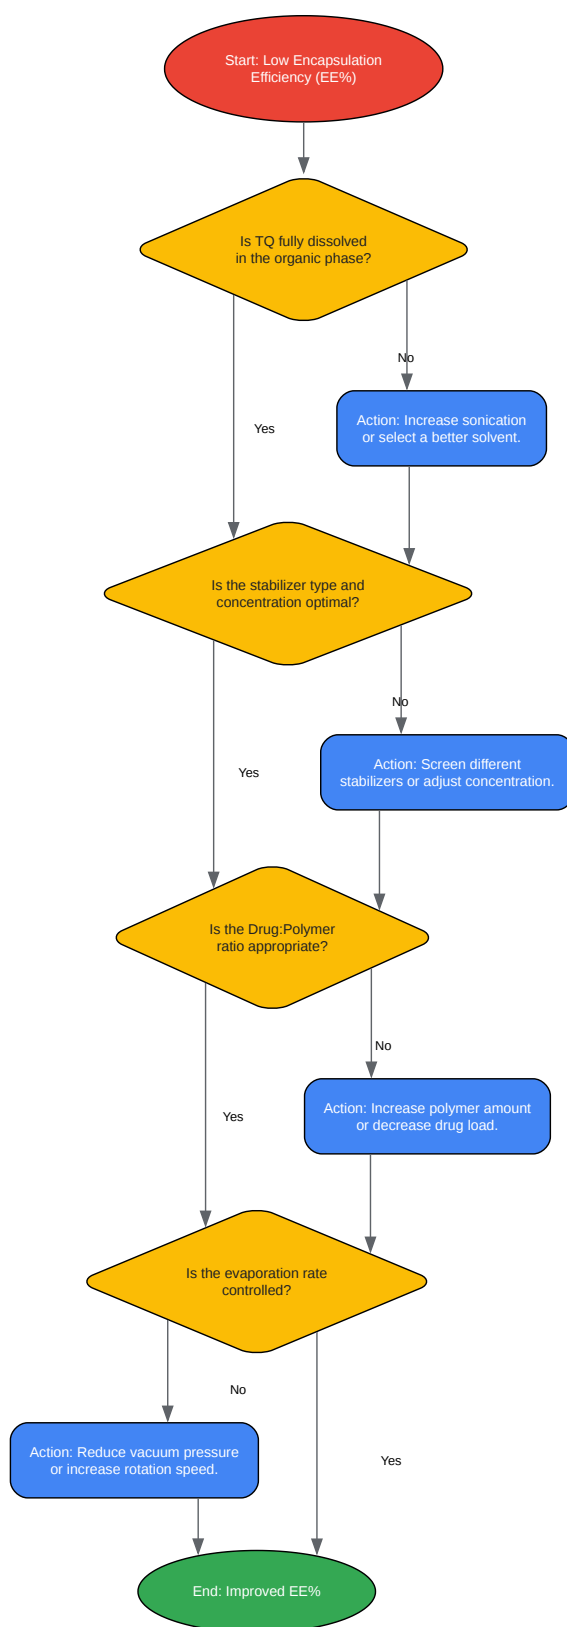 Start: Low Encapsulation
Efficiency (EE%)
Is TQ fully dissolved
in the organic phase?
No
Action: Increase sonication
or select a better solvent.
Yes
Is the stabilizer type and
concentration optimal?
No
Action: Screen different
stabilizers or adjust concentration.
Yes
Is the Drug:Polymer
ratio appropriate?
No
Action: Increase polymer amount
or decrease drug load.
Yes
Is the evaporation rate
controlled?
No
Action: Reduce vacuum pressure
or increase rotation speed.
Yes
End: Improved EE%